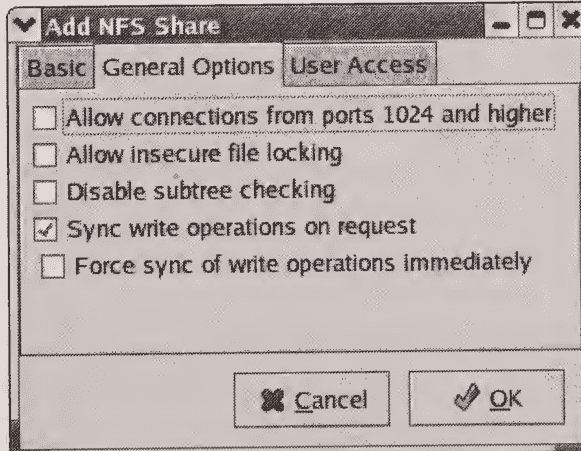 Add NFS Share
Basic General Options User Access
Allow connections from ports 1024 and higher
Allow insecure file locking
Disable subtree checking
Sync write operations on request
Force sync of write operations immediately
Cancel OK